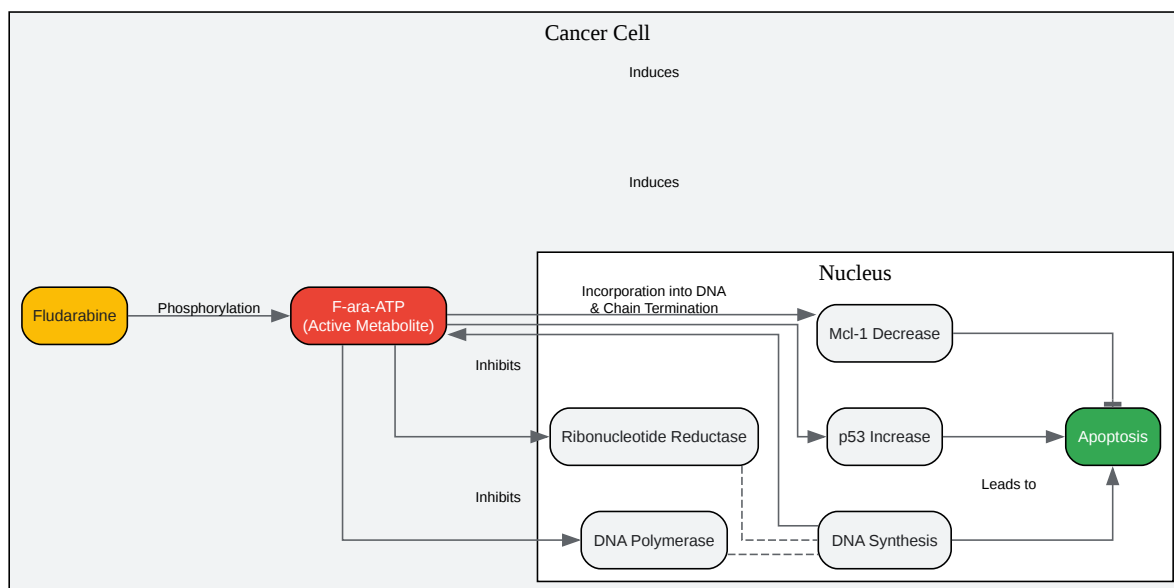 Cancer Cell
Induces
Induces
Nucleus
Fludarabine
Phosphorylation
F-ara-ATP
(Active Metabolite)
Incorporation into DNA
& Chain Termination
Mcl-1 Decrease
Inhibits
Ribonucleotide Reductase
p53 Increase
Apoptosis
Inhibits
Leads to
DNA Polymerase
DNA Synthesis